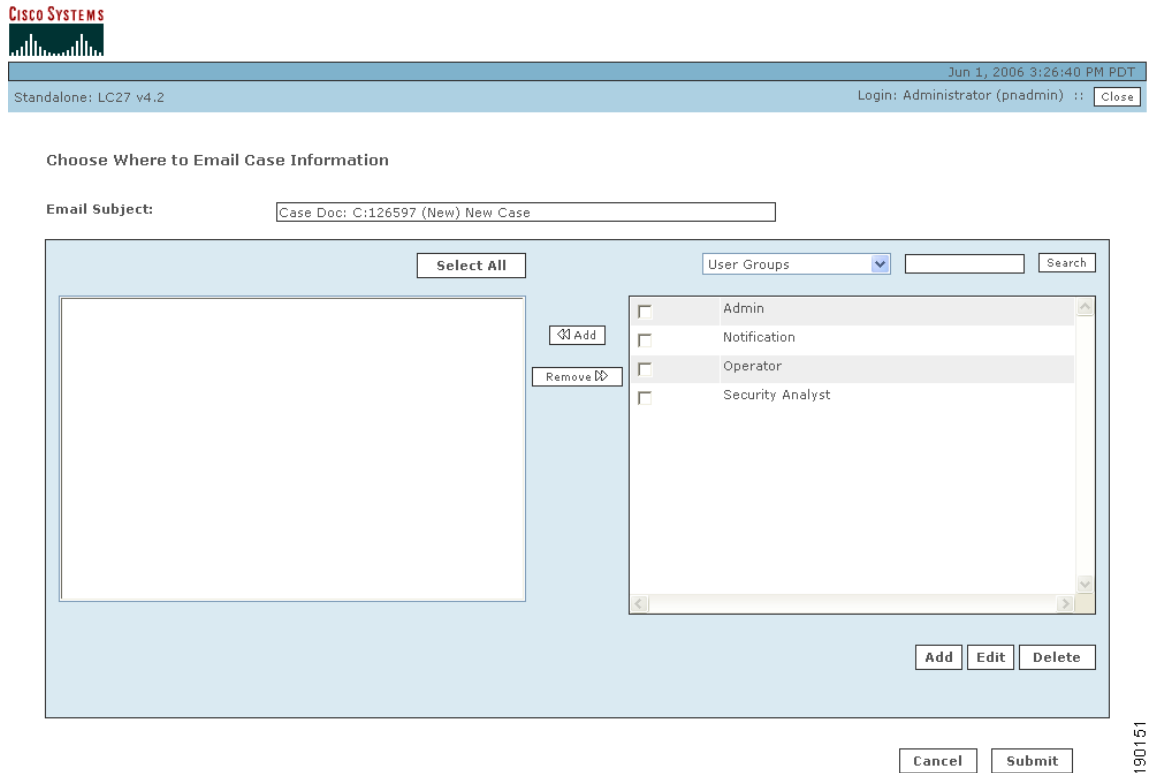 CISCO SYSTEMS
Jun 1, 2006 3:26:40 PM PDT
Standalone: LC27 v4.2
Login: Administrator (pnadmin) :: Close
Choose Where to Email Case Information
Email Subject: Case Doc: C:126597 (New) New Case
Select All
User Groups
Search
Add
Remove
Admin
Notification
Operator
Security Analyst
Add Edit Delete
Cancel Submit
190151